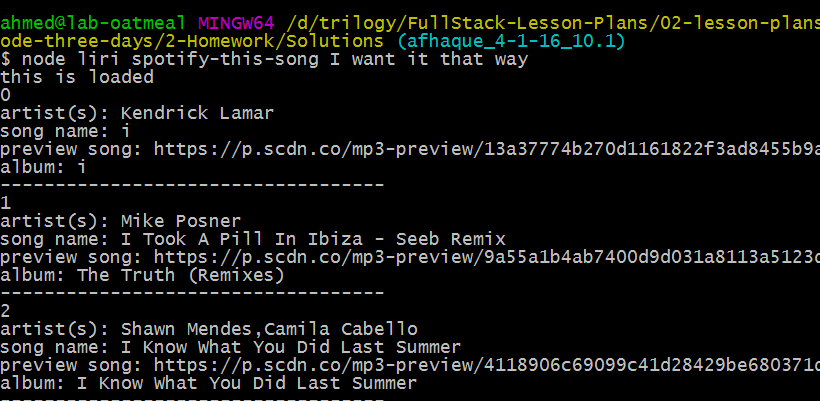 ahmed@lab-oatmeal MINGW64 /d/trilogy/FullStack-Lesson-Plans/02-lesson-plans
ode-three-days/2-Homework/Solutions (afhaque_4-1-16_10.1)
$ node liri spotify-this-song I want it that way
this is loaded
0
artist(s): Kendrick Lamar
song name: i
preview song: https://p.scdn.co/mp3-preview/13a37774b270d1161822f3ad8455b9a
album: i
-----------------------------------
1
artist(s): Mike Posner
song name: I Took A Pill In Ibiza - Seeb Remix
preview song: https://p.scdn.co/mp3-preview/9a55a1b4ab7400d9d031a8113a5123d
album: The Truth (Remixes)
-----------------------------------
2
artist(s): Shawn Mendes,Camila Cabello
song name: I Know What You Did Last Summer
preview song: https://p.scdn.co/mp3-preview/4118906c69099c41d28429be680371d
album: I Know What You Did Last Summer
-----------------------------------